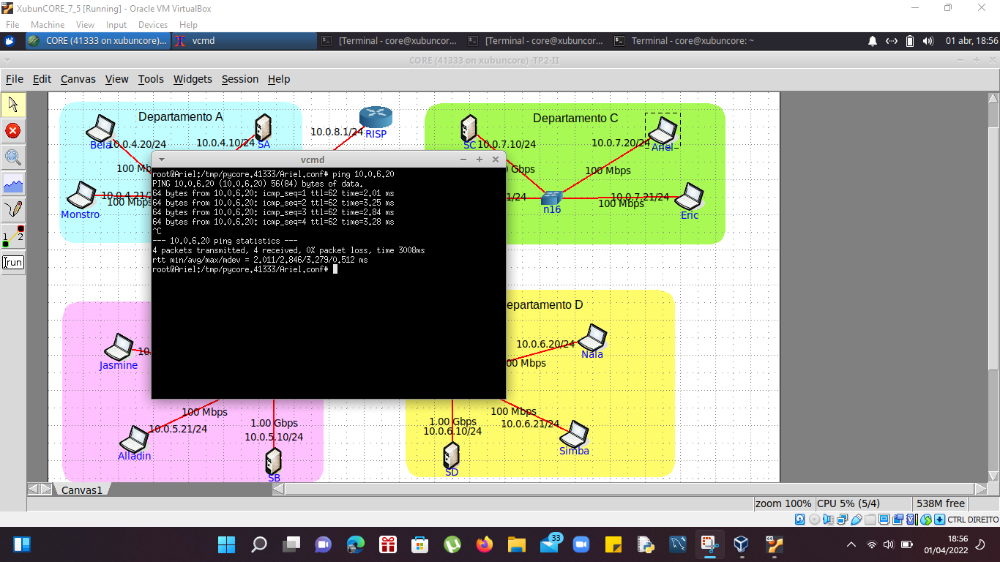 XubunCORE_7_5 [Running] - Oracle VM VirtualBox
File Machine View Input Devices Help
CORE (41333 on xubuncore)... vcmd [Terminal - core@xubuncor... [Terminal - core@xubuncor... Terminal - core@xubuncore: ~ 01 abr, 18:56
CORE (41333 on xubuncore) -TP2-II
File Edit Canvas View Tools Widgets Session Help
Departamento A
Bela
10.0.4.20/24
10.0.4.10/24
SA
10.0.8.1/24
RISP
Departamento C
SC
10.0.7.10/24
10.0.7.20/24
Ariel
100 Mb
Gbps
100 Mbps
Monstro
10.0.4.21/
100 Mbps
1/24
n16
10.0.7.21/24
100 Mbps
Eric
vcmd
root@Ariel:/tmp/pycore.41333/Ariel.conf# ping 10.0.6.20
PING 10.0.6.20 (10.0.6.20) 56(84) bytes of data.
64 bytes from 10.0.6.20: icmp_seq=1 ttl=62 time=2.01 ms
64 bytes from 10.0.6.20: icmp_seq=2 ttl=62 time=3.25 ms
64 bytes from 10.0.6.20: icmp_seq=3 ttl=62 time=2.84 ms
64 bytes from 10.0.6.20: icmp_seq=4 ttl=62 time=3.28 ms
^C
--- 10.0.6.20 ping statistics ---
4 packets transmitted, 4 received, 0% packet loss, time 3008ms
rtt min/avg/max/mdev = 2.011/2.846/3.279/0.512 ms
root@Ariel:/tmp/pycore.41333/Ariel.conf#
1 2
run
Jasmine
10.
100 Mbps
10.0.5.21/24
Alladin
1.00 Gbps
10.0.5.10/24
SB
epartamento D
10.0.6.20/24
Nala
00 Mbps
100 Mbps
1.00 Gbps
10.0.6.10/24
10.0.6.21/24
Simba
SD
Canvas1
zoom 100% CPU 5% (5/4) 538M free
CTRL DIREITO
33
18:56
01/04/2022